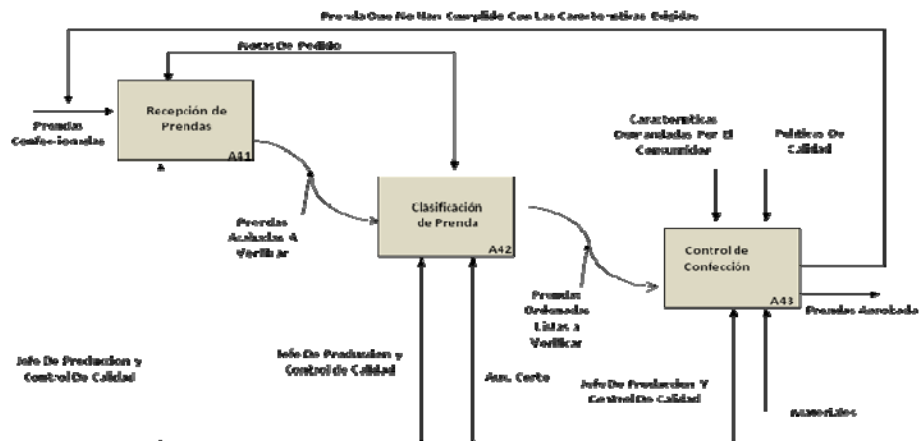 Prenda Que No Han Cumplido Con Las Caracteristicas Exigidas
Notas De Pedido
Recepción de
Prendas
A41
Prendas
Confeccionadas
Caracteristicas
Demandadas Por El
Consumidor
Politicas De
Calidad
Clasificación
de Prenda
A42
Prendas
Acabadas A
Verificar
Control de
Confección
A43
Prendas Aprobada
Prendas
Ordenadas
Listas a
Verificar
Jefe De Produccion y
Control De Calidad
Jefe De Produccion y
Control de Calidad
Aux. Corte
Jefe De Produccion Y
Control De Calidad
Materiales